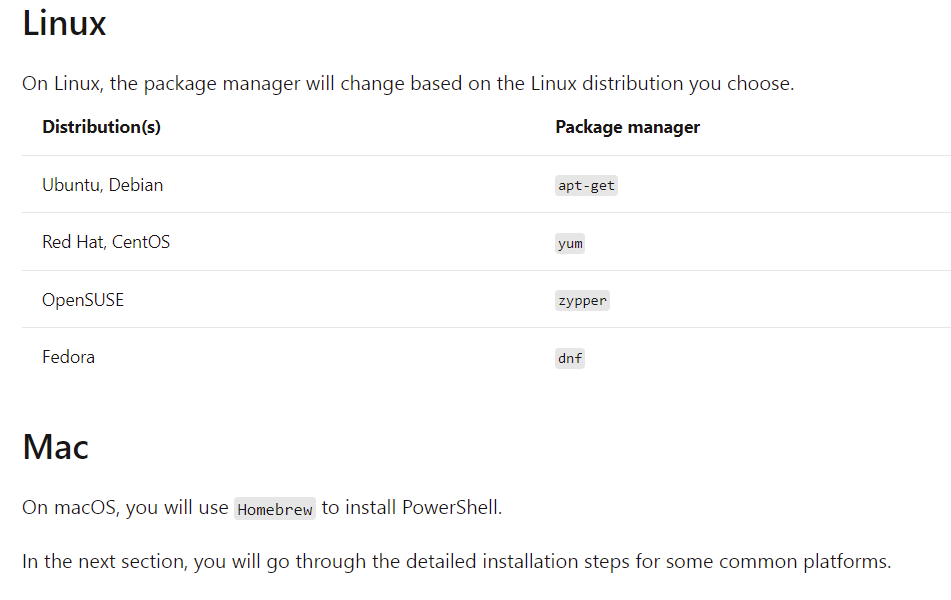 Linux
On Linux, the package manager will change based on the Linux distribution you choose.
Distribution(s) Package manager
Ubuntu, Debian apt-get
Red Hat, CentOS yum
OpenSUSE zypper
Fedora dnf
Mac
On macOS, you will use Homebrew to install PowerShell.
In the next section, you will go through the detailed installation steps for some common platforms.